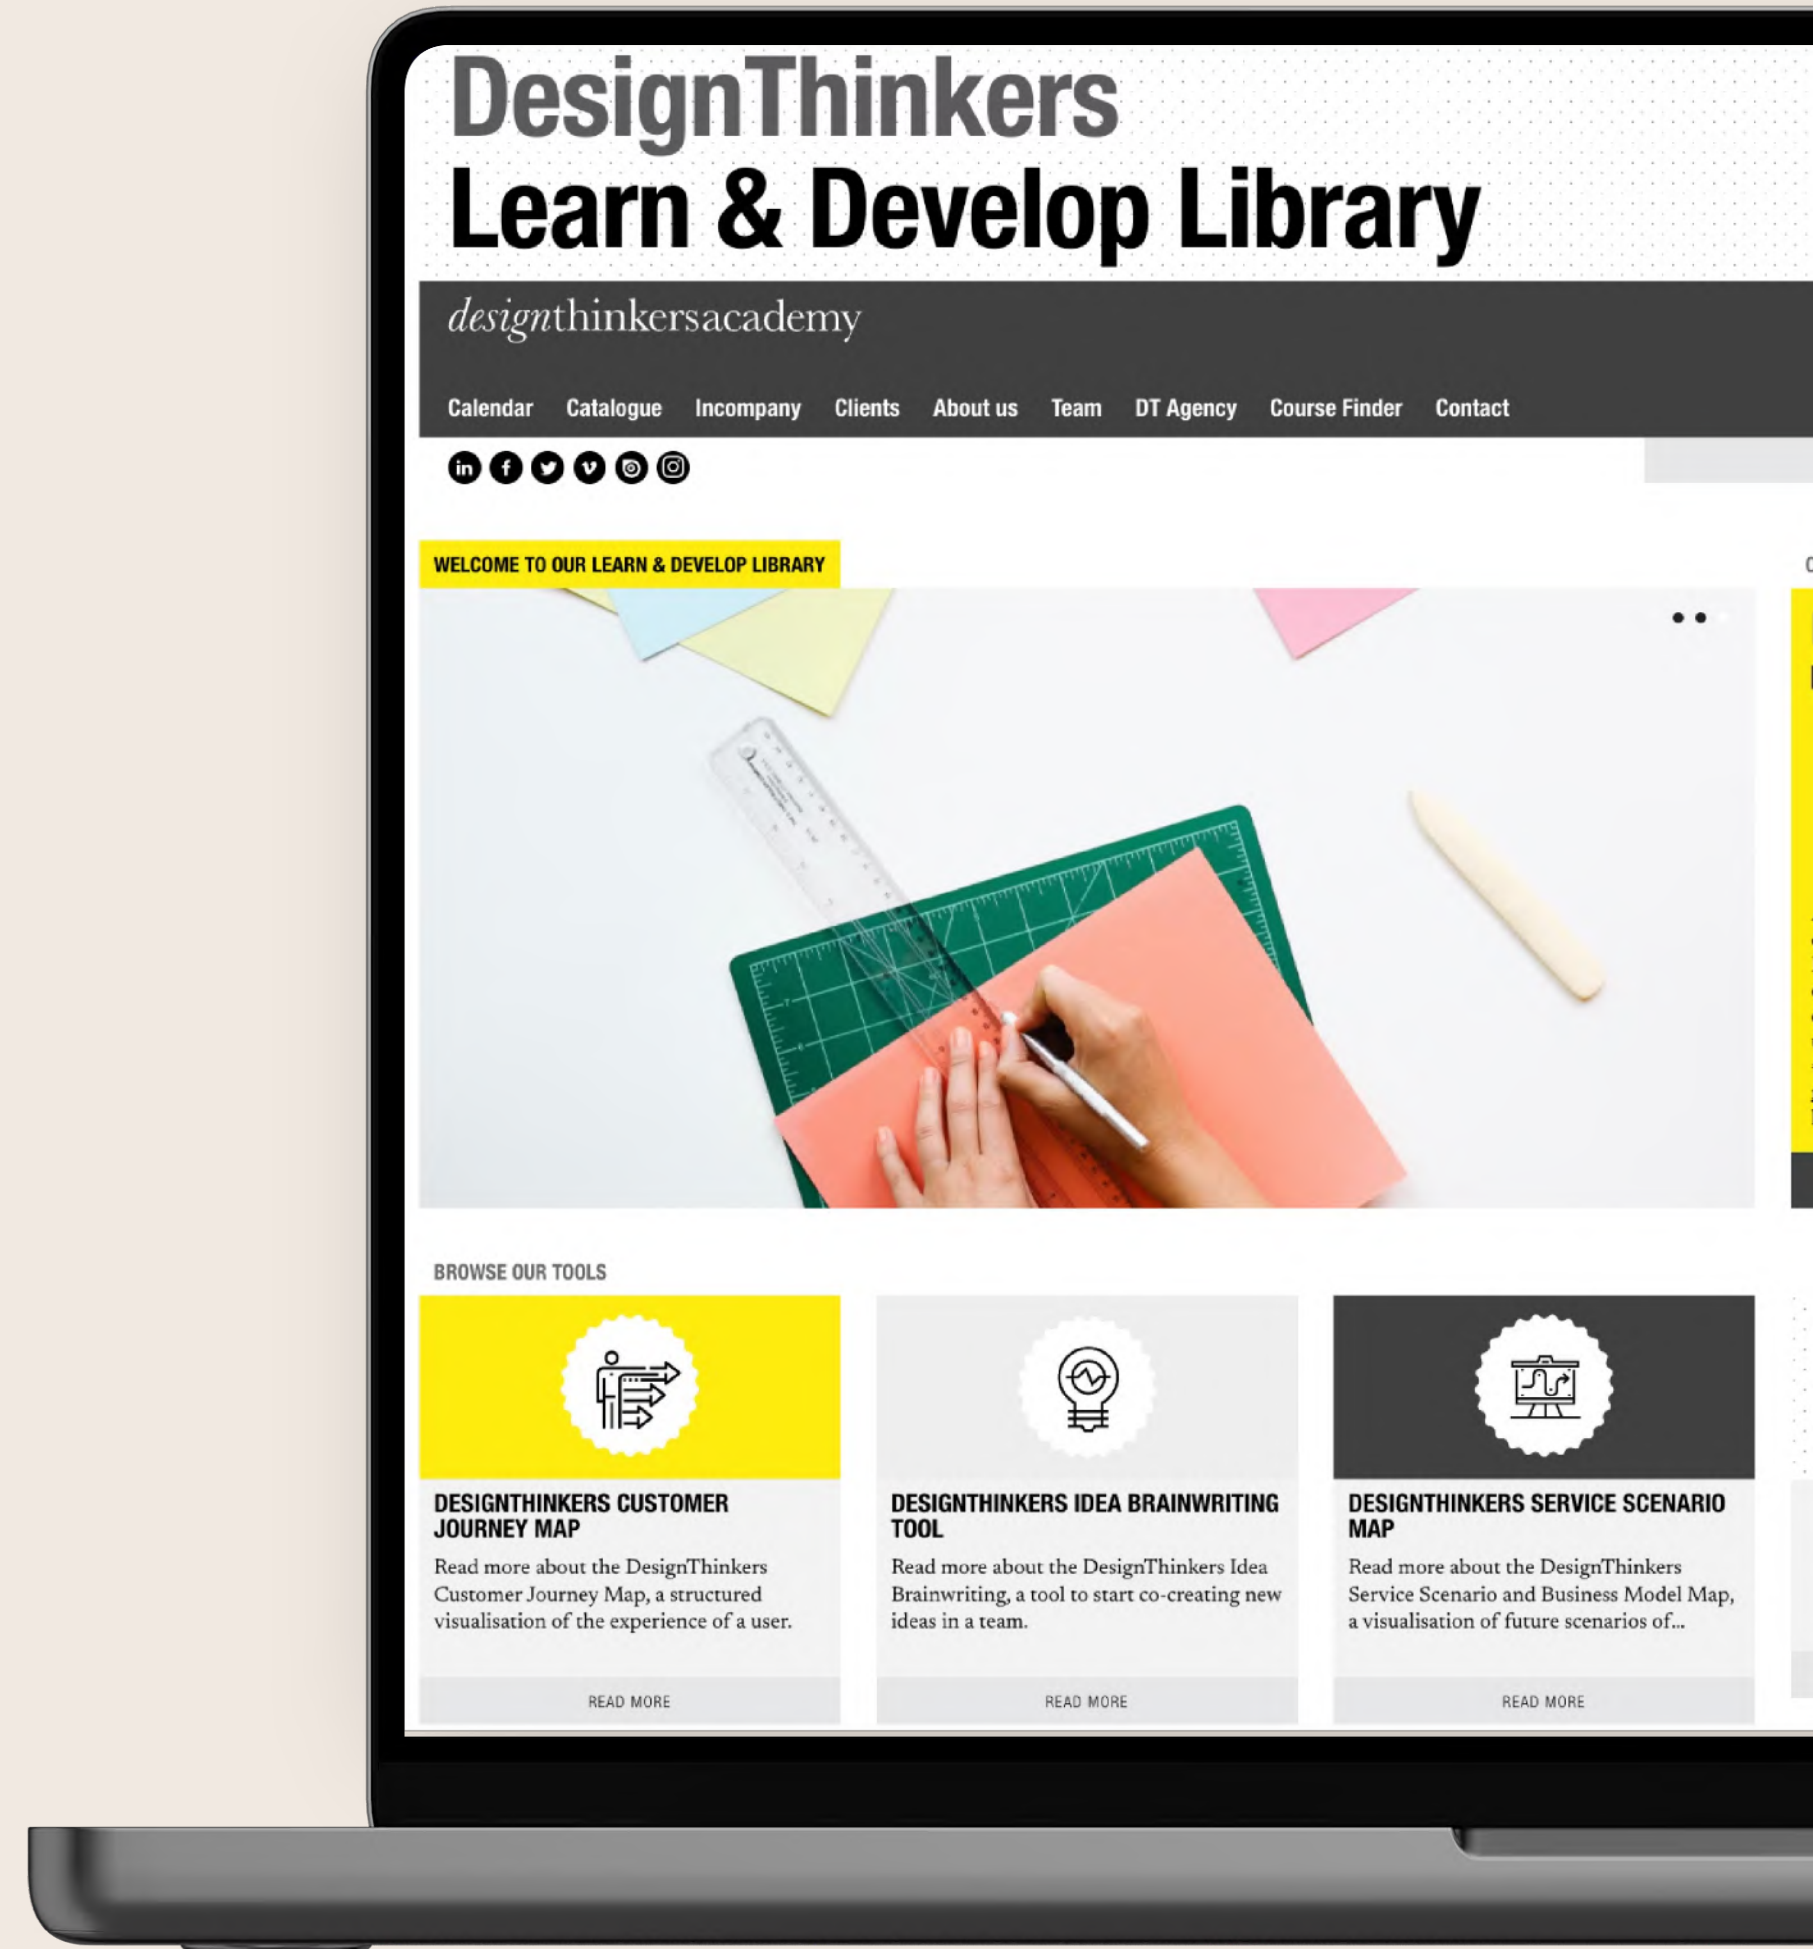 DesignThinkers
Learn & Develop Library
designthinkersacademy
Calendar Catalogue Incompany Clients About us Team DT Agency Course Finder Contact
WELCOME TO OUR LEARN & DEVELOP LIBRARY
BROWSE OUR TOOLS
DESIGNTHINKERS CUSTOMER
JOURNEY MAP
Read more about the DesignThinkers
Customer Journey Map, a structured
visualisation of the experience of a user.
READ MORE
DESIGNTHINKERS IDEA BRAINWRITING
TOOL
Read more about the DesignThinkers Idea
Brainwriting, a tool to start co-creating new
ideas in a team.
READ MORE
DESIGNTHINKERS SERVICE SCENARIO
MAP
Read more about the DesignThinkers
Service Scenario and Business Model Map,
a visualisation of future scenarios of...
READ MORE